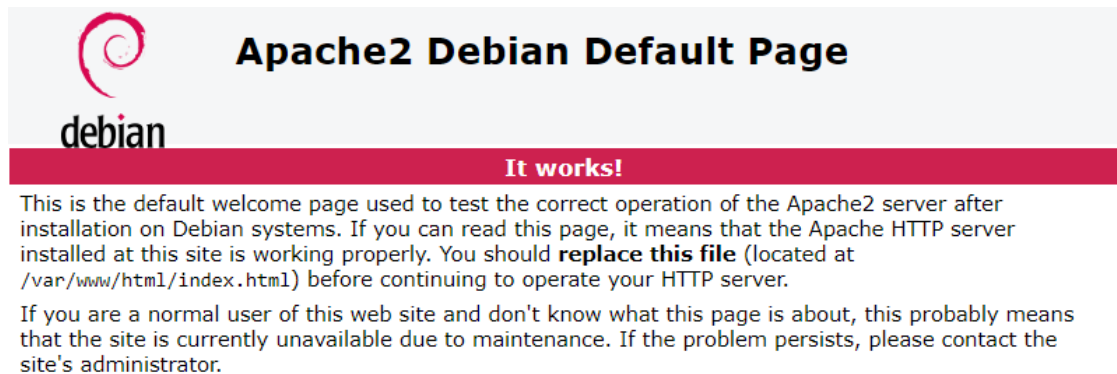 Apache2 Debian Default Page
debian
It works!
This is the default welcome page used to test the correct operation of the Apache2 server after
installation on Debian systems. If you can read this page, it means that the Apache HTTP server
installed at this site is working properly. You should replace this file (located at
/var/www/html/index.html) before continuing to operate your HTTP server.
If you are a normal user of this web site and don't know what this page is about, this probably means
that the site is currently unavailable due to maintenance. If the problem persists, please contact the
site's administrator.